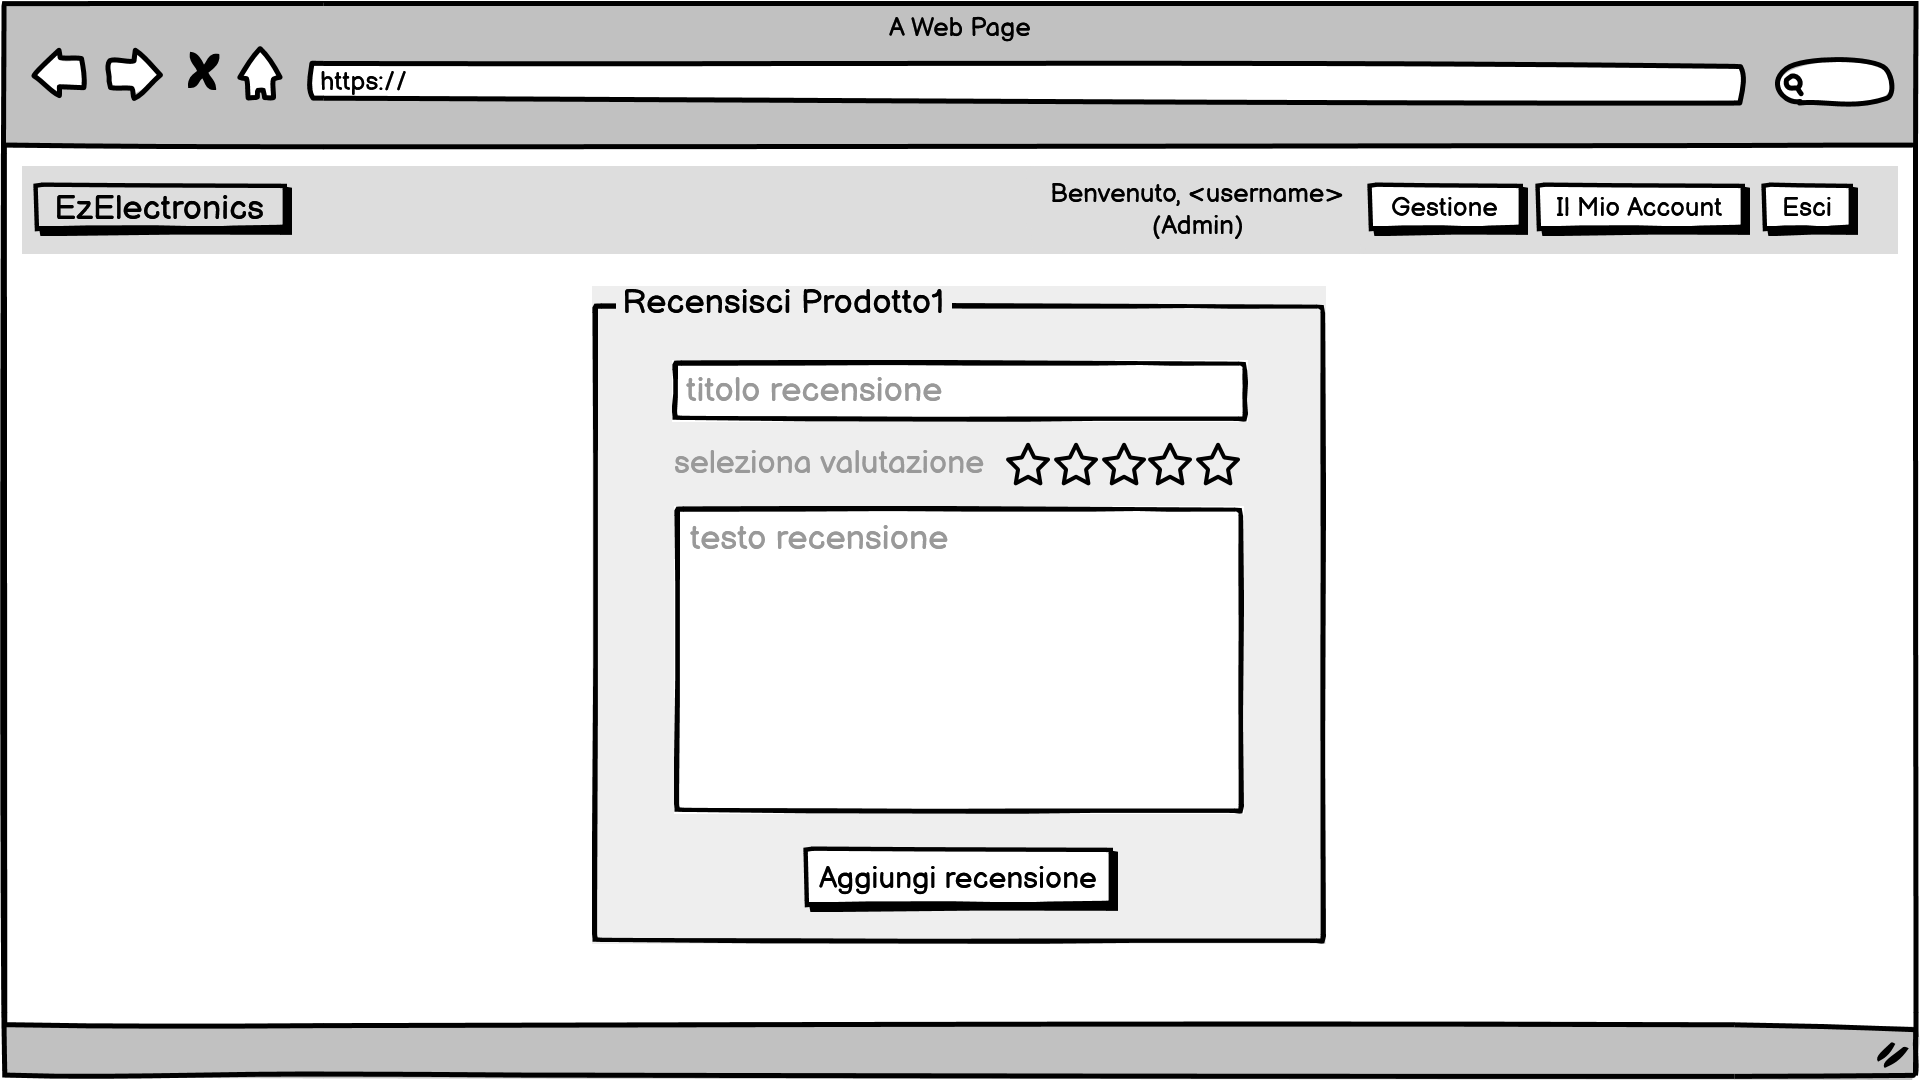 A Web Page
https://
EzElectronics
Benvenuto, <username>
(Admin)
Gestione
Il Mio Account
Esci
Recensisci Prodotto1
titolo recensione
seleziona valutazione
testo recensione
Aggiungi recensione